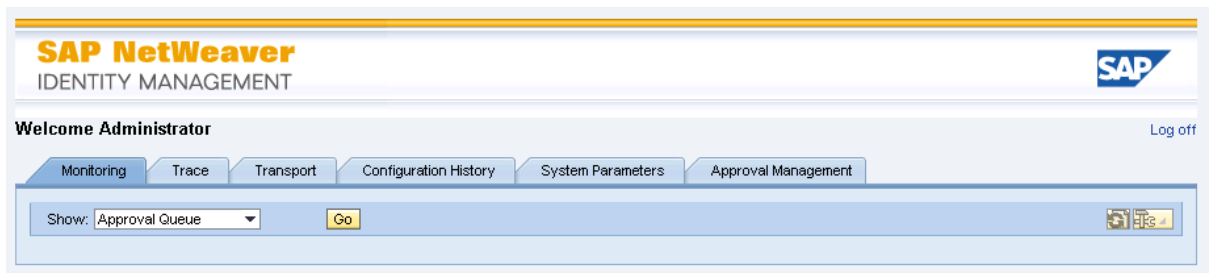 SAP NetWeaver
IDENTITY MANAGEMENT
SAP
Welcome Administrator Log off
Monitoring Trace Transport Configuration History System Parameters Approval Management
Show: Approval Queue Go